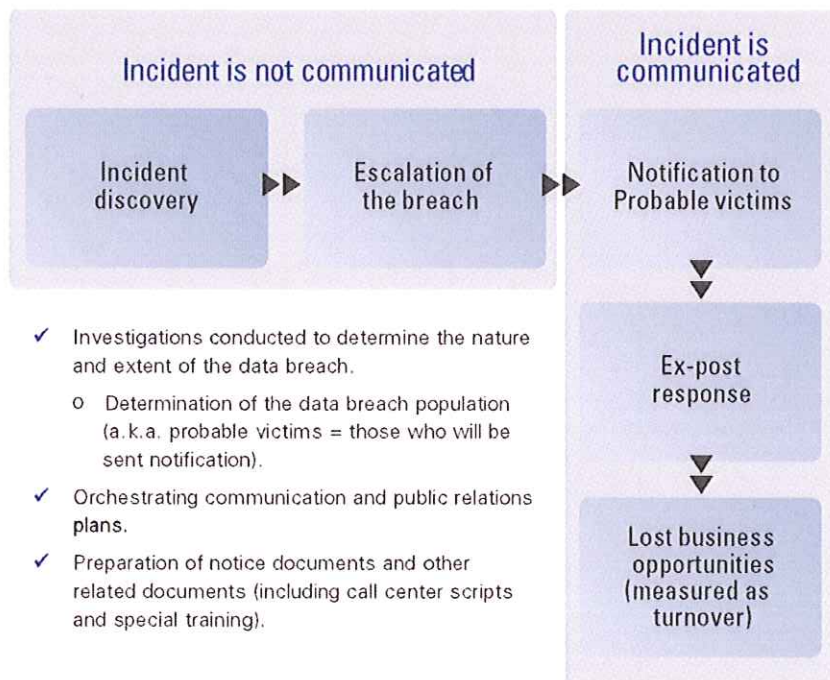 Incident is not communicated
Incident
discovery
Escalation of
the breach
Incident is
communicated
Notification to
Probable victims
Ex-post
response
Lost business
opportunities
(measured as
turnover)
✓ Investigations conducted to determine the nature
and extent of the data breach.
o Determination of the data breach population
(a.k.a. probable victims = those who will be
sent notification).
✓ Orchestrating communication and public relations
plans.
✓ Preparation of notice documents and other
related documents (including call center scripts
and special training).